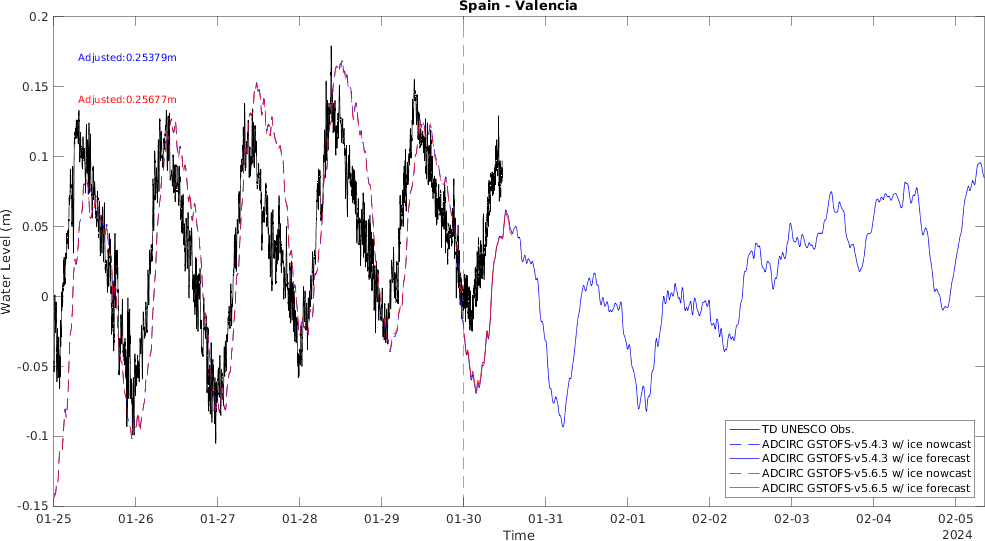 Spain - Valencia
0.2
0.15
0.1
0.05
0
-0.05
-0.1
-0.15
Water Level (m)
Adjusted:0.25379m
Adjusted:0.25677m
TD UNESCO Obs.
ADCIRC GSTOFS-v5.4.3 w/ ice nowcast
ADCIRC GSTOFS-v5.4.3 w/ ice forecast
ADCIRC GSTOFS-v5.6.5 w/ ice nowcast
ADCIRC GSTOFS-v5.6.5 w/ ice forecast
01-25 01-26 01-27 01-28 01-29 01-30 01-31 02-01 02-02 02-03 02-04 02-05
Time
2024